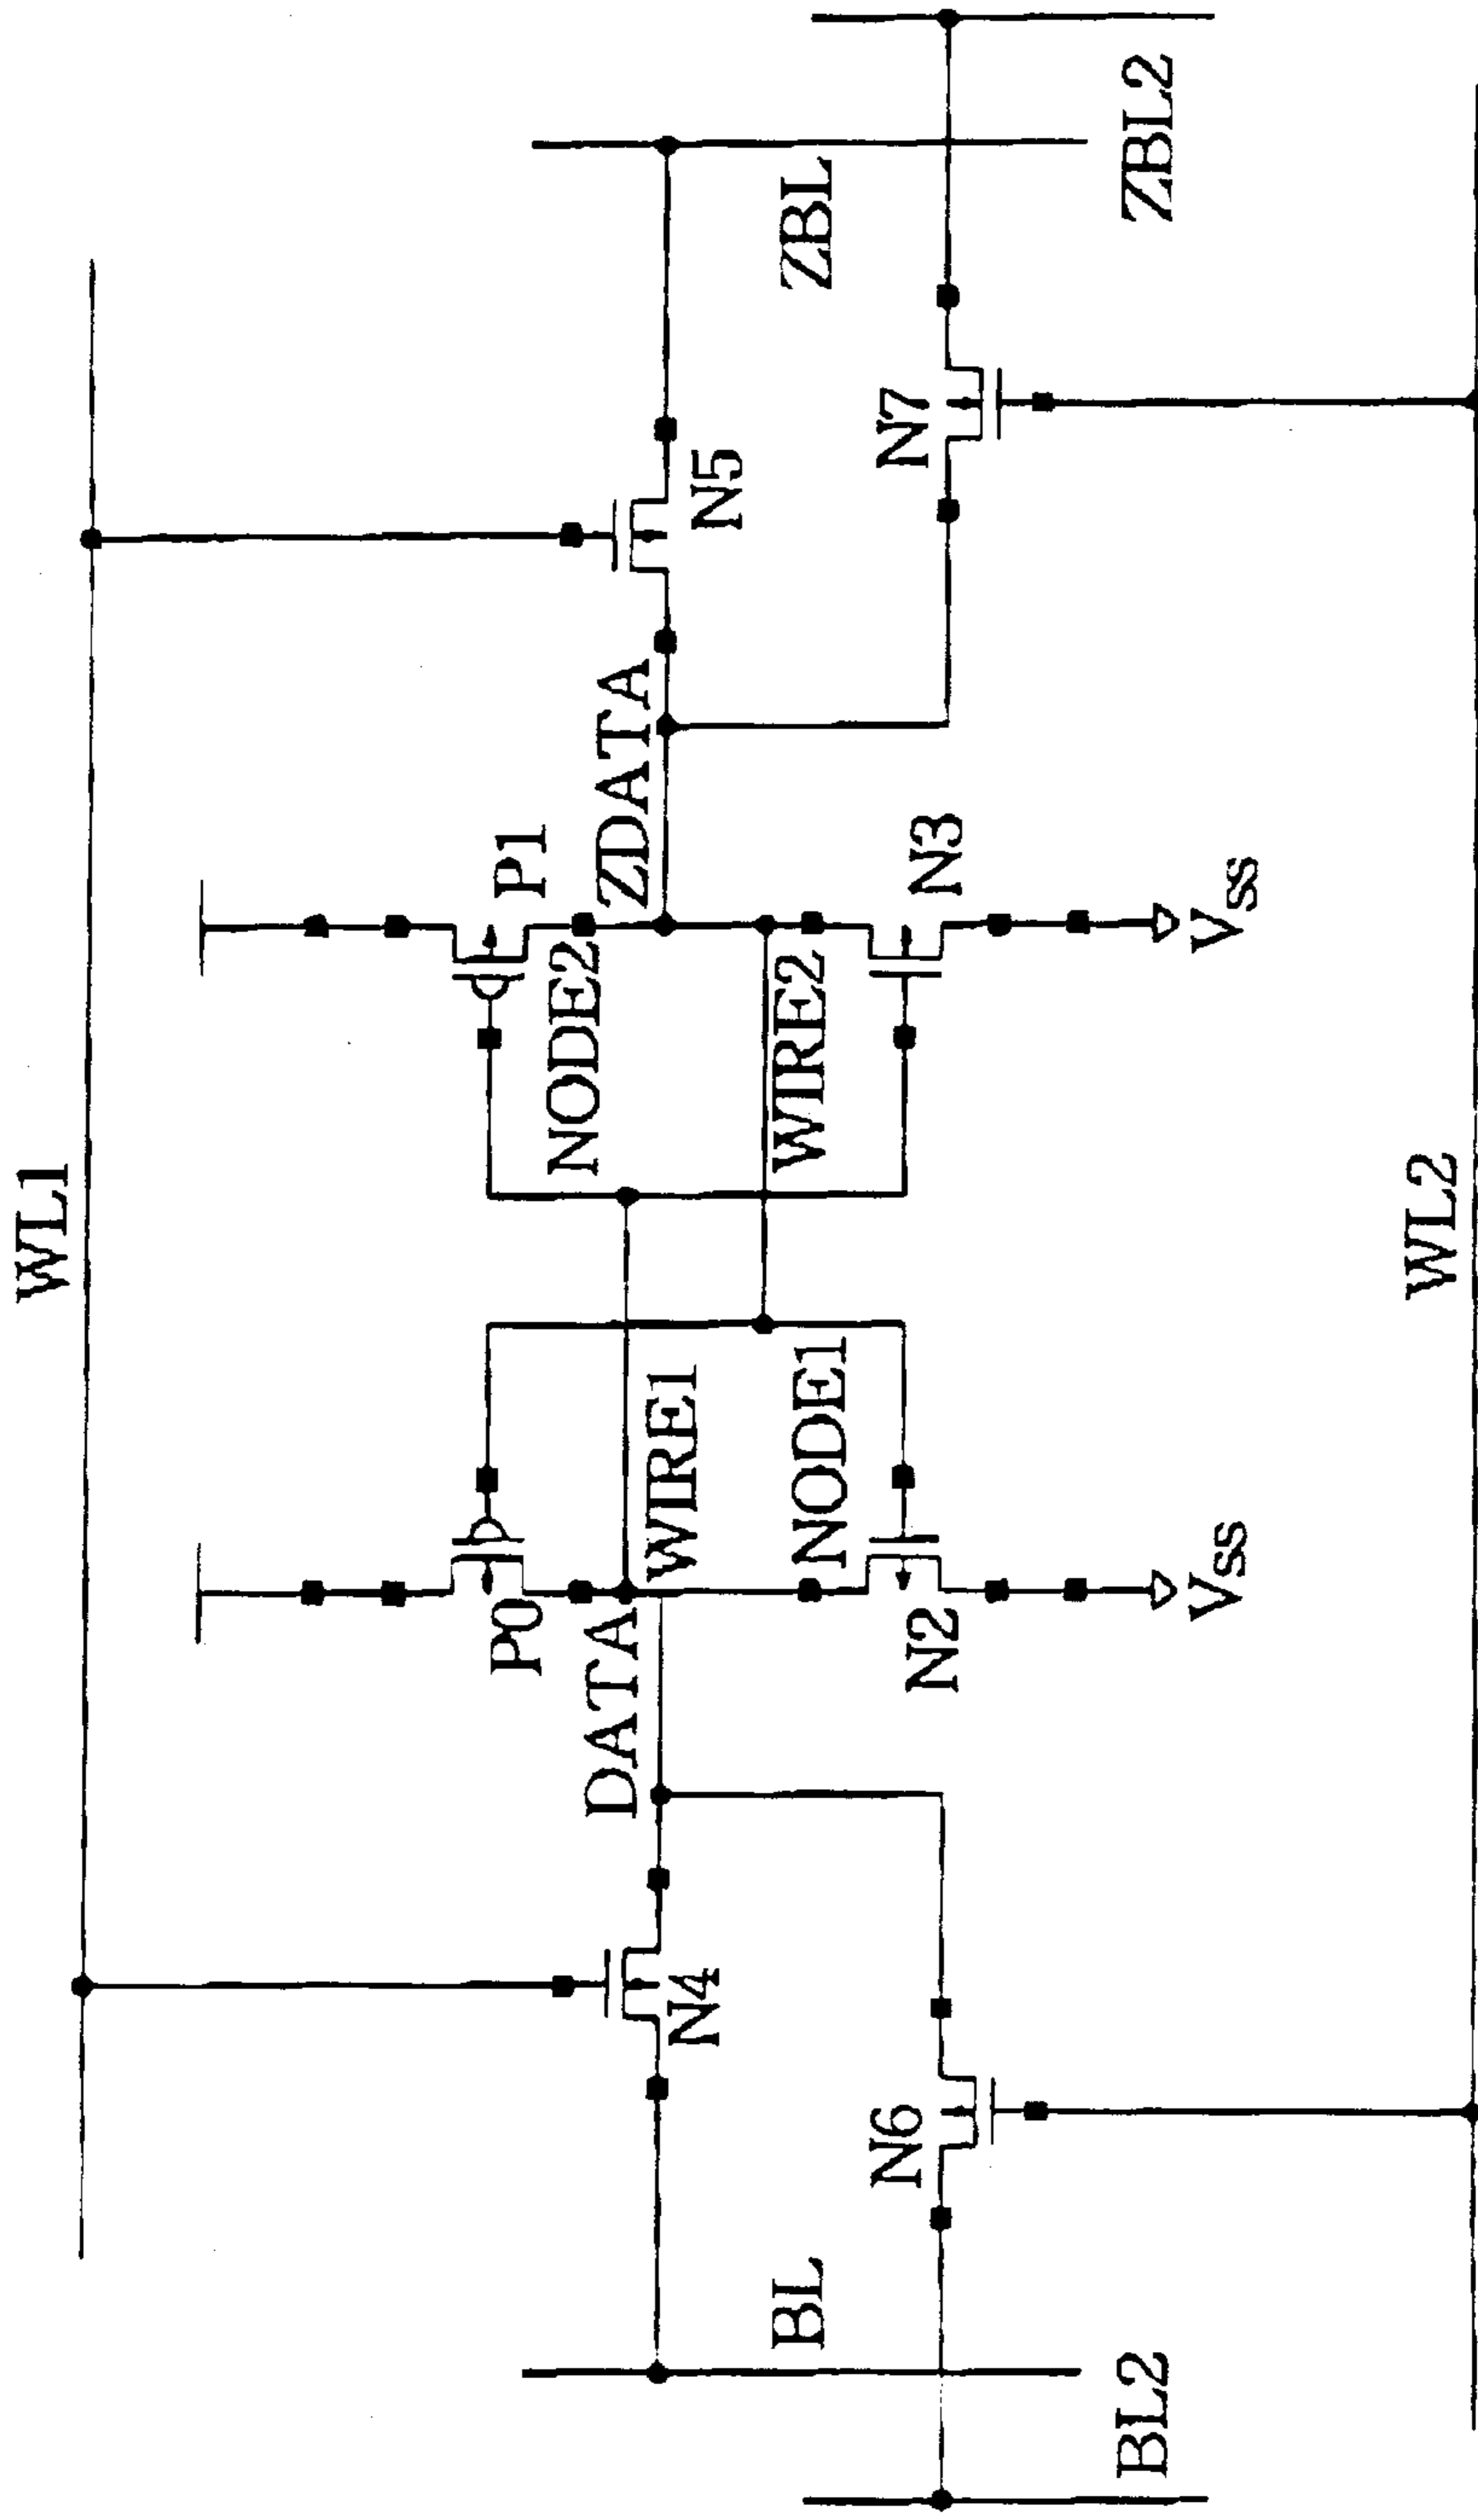 WL1
P0
P1
DATA
NODE2
ZDATA
N4
WIRE1
N5
BL
NODE1
WIRE2
ZBL
N6
N2
N3
N7
BL2
Vss
Vss
ZBL2
WL2